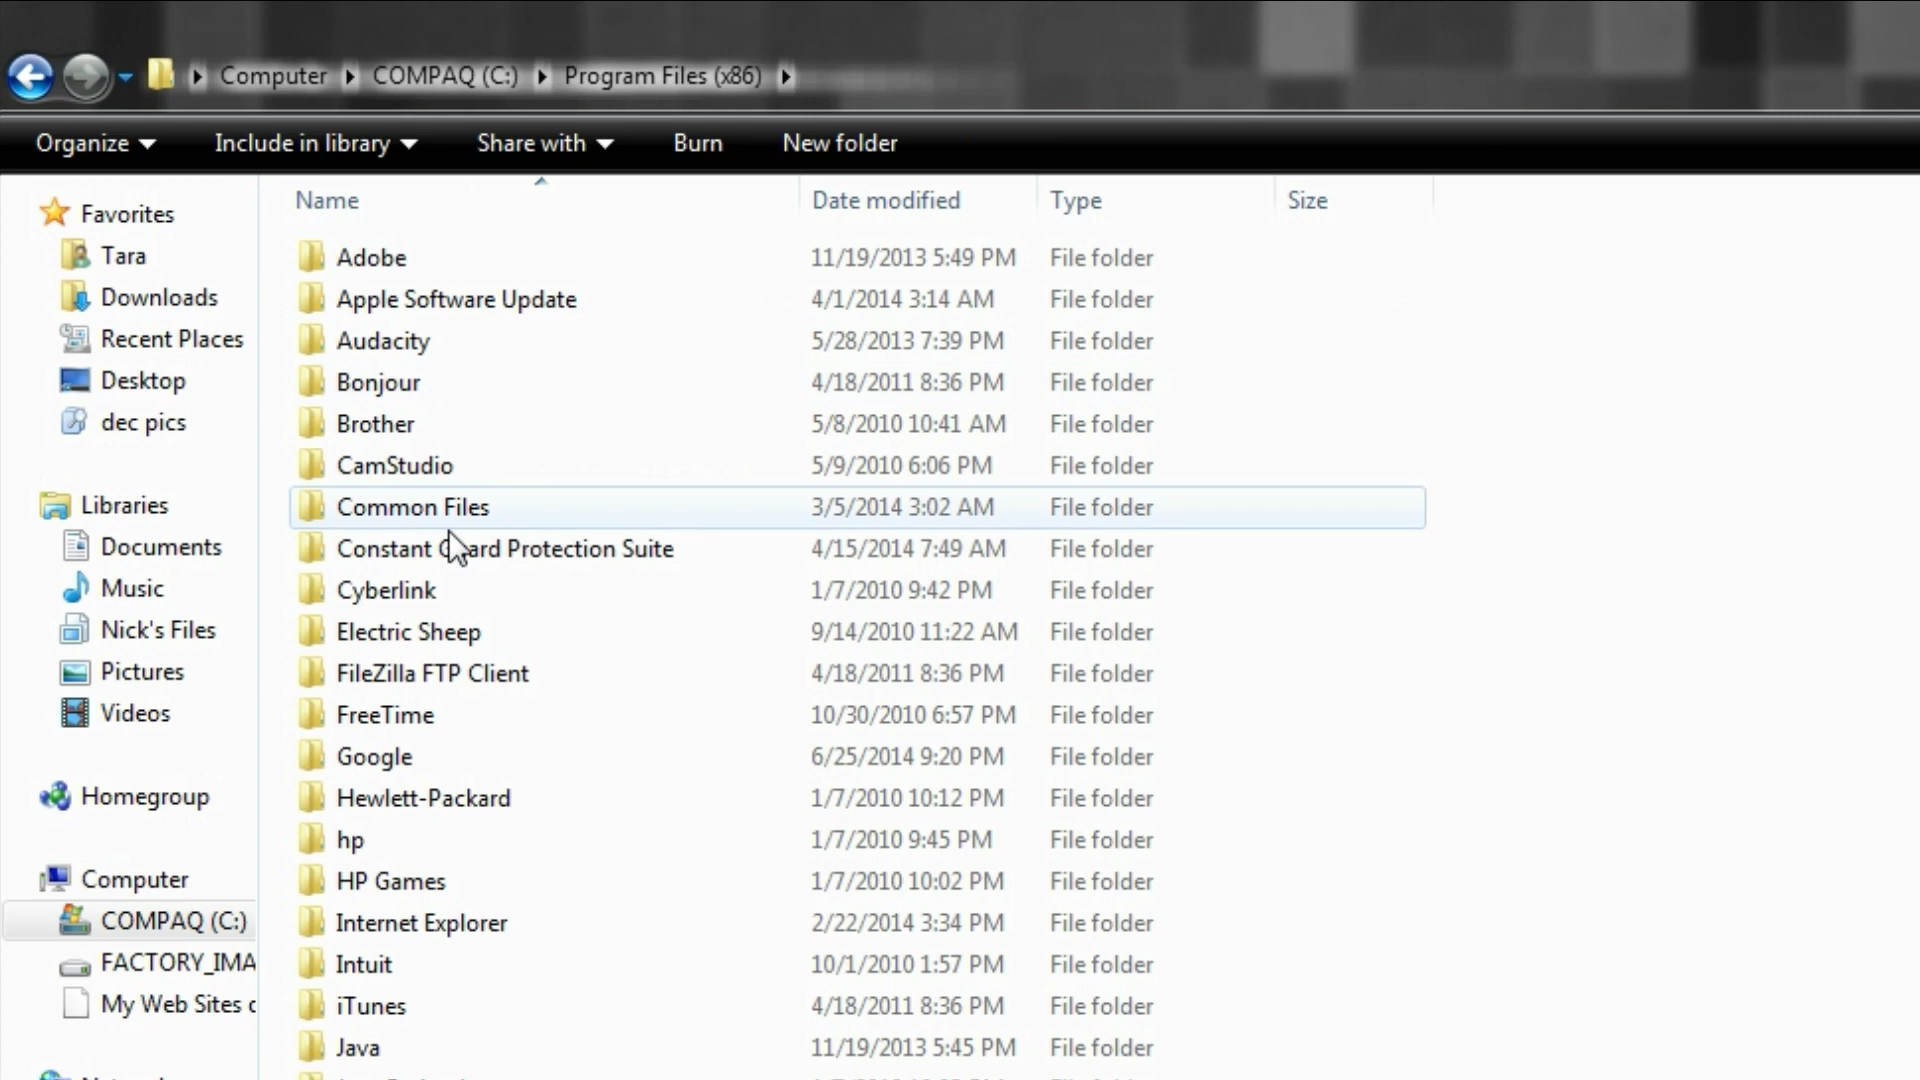 Computer COMPAQ (C:) Program Files (x86)
Organize Include in library Share with Burn New folder
Favorites
Tara
Downloads
Recent Places
Desktop
dec pics
Libraries
Documents
Music
Nick's Files
Pictures
Videos
Homegroup
Computer
COMPAQ (C:)
FACTORY_IMA
My Web Sites
Name Date modified Type Size
Adobe 11/19/2013 5:49 PM File folder
Apple Software Update 4/1/2014 3:14 AM File folder
Audacity 5/28/2013 7:39 PM File folder
Bonjour 4/18/2011 8:36 PM File folder
Brother 5/8/2010 10:41 AM File folder
CamStudio 5/9/2010 6:06 PM File folder
Common Files 3/5/2014 3:02 AM File folder
Constant Guard Protection Suite 4/15/2014 7:49 AM File folder
Cyberlink 1/7/2010 9:42 PM File folder
Electric Sheep 9/14/2010 11:22 AM File folder
FileZilla FTP Client 4/18/2011 8:36 PM File folder
FreeTime 10/30/2010 6:57 PM File folder
Google 6/25/2014 9:20 PM File folder
Hewlett-Packard 1/7/2010 10:12 PM File folder
hp 1/7/2010 9:45 PM File folder
HP Games 1/7/2010 10:02 PM File folder
Internet Explorer 2/22/2014 3:34 PM File folder
Intuit 10/1/2010 1:57 PM File folder
iTunes 4/18/2011 8:36 PM File folder
Java 11/19/2013 5:45 PM File folder